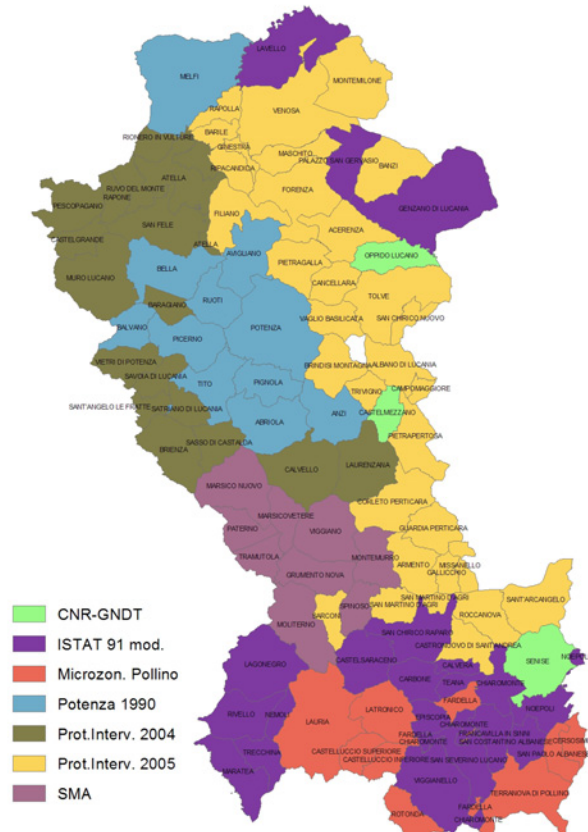 LAVELLO
MELFI
MONTEMILONE
RAPOLLA
VENOSA
RIONERO IN VULTURE
BARILE
GINESTRA
MASCHITO
PALAZZO SAN GERVASIO
BANZI
RIPACANDICA
ATELLA
RUVO DEL MONTE
RAPONE
FORENZA
GENZANO DI LUCANIA
PESCOPAGANO
FILIANO
SAN FELE
ACERENZA
CASTELGRANDE
ATELLA
AVIGLIANO
MURO LUCANO
BELLA
PIETRAGALLA
OPPIDO LUCANO
CANCELLARA
RUOTI
TOLVE
BARAGIANO
VAGLIO BASILICATA
SAN CHIRICO NUOVO
BALVANO
POTENZA
PICERNO
VIETRI DI POTENZA
BRINDISI MONTAGNA
ALBANO DI LUCANIA
SAVOIA DI LUCANIA
TITO
PIGNOLA
TRIVIGNO
CAMPOMAGGIORE
SANT'ANGELO LE FRATTE
SATRIANO DI LUCANIA
ABRIOLA
ANZI
CASTELMEZZANO
PIETRAPERTOSA
BRIENZA
SASSO DI CASTALDA
CALVELLO
LAURENZANA
MARSICO NUOVO
CORLETO PERTICARA
MARSICOVETERE
PATERNO
VIGGIANO
GUARDIA PERTICARA
TRAMUTOLA
MONTEMURRO
ARMENTO
MISSANELLO
GALLICCHIO
GRUMENTO NOVA
SAN MARTINO D'AGRI
SANT'ARCANGELO
SARCONI
SPINOSO
SAN MARTINO D'AGRI
ROCCANOVA
MOLITERNO
SAN CHIRICO RAPARO
CASTRONUOVO DI SANT'ANDREA
LAGONEGRO
CASTELSARACENO
CALVERA
SENISE
CARBONE
TEANA
CHIAROMONTE
RIVELLO
NEMOLI
LAURIA
LATRONICO
FARDELLA
EPISCOPIA
NOEPOLI
CHIAROMONTE
FARDELLA
FRANCAVILLA IN SINNI
CHIAROMONTE
SAN COSTANTINO ALBANESE
TRECCHINA
CASTELLUCCIO SUPERIORE
SAN PAOLO ALBANESE
CASTELLUCCIO INFERIORE
SAN SEVERINO LUCANO
MARATEA
VIGGIANELLO
TERRANOVA DI POLLINO
ROTONDA
FARDELLA
CHIAROMONTE
CNR-GNDT
ISTAT 91 mod.
Microzon. Pollino
Potenza 1990
Prot.Interv. 2004
Prot.Interv. 2005
SMA